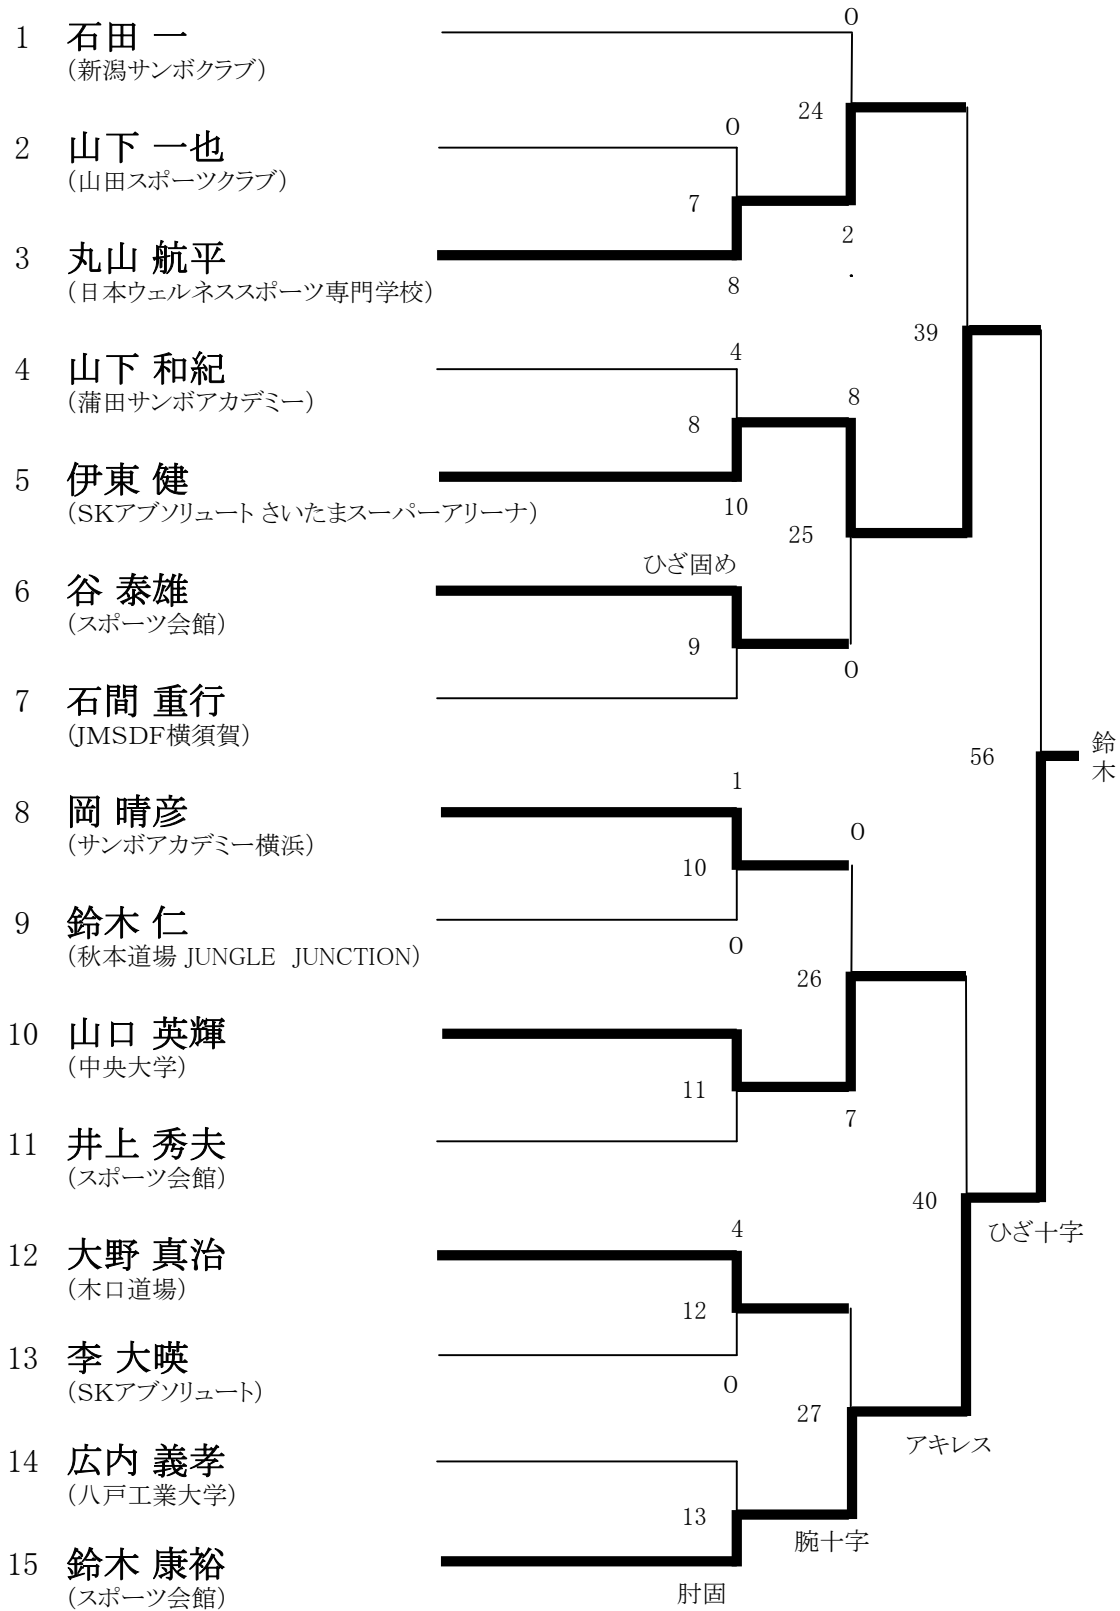 0
1 石田 一
(新潟サンボクラブ)
24
0
2 山下 一也
(山田スポーツクラブ)
7
2
.
3 丸山 航平
(日本ウェルネススポーツ専門学校)
8
39
4
4 山下 和紀
(蒲田サンボアカデミー)
8
8
5 伊東 健
(SKアブソリュート さいたまスーパーアリーナ)
10
25
ひざ固め
6 谷 泰雄
(スポーツ会館)
9
0
7 石間 重行
(JMSDF横須賀)
56
鈴木
1
8 岡 晴彦
(サンボアカデミー横浜)
0
10
9 鈴木 仁
(秋本道場 JUNGLE JUNCTION)
0
26
10 山口 英輝
(中央大学)
11
7
11 井上 秀夫
(スポーツ会館)
40
ひざ十字
4
12 大野 真治
(木口道場)
12
13 李 大暎
(SKアブソリュート)
0
27
アキレス
14 広内 義孝
(八戸工業大学)
13
腕十字
15 鈴木 康裕
(スポーツ会館)
肘固